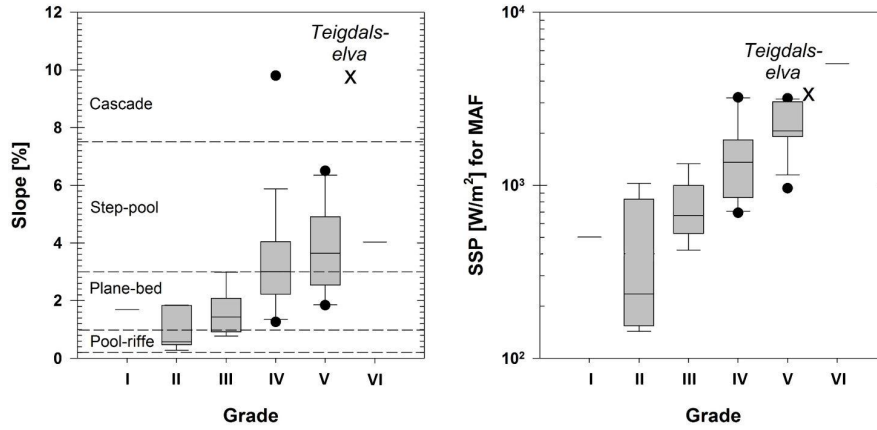 Teigdals-
elva
X
Cascade
Step-pool
Plane-bed
Pool-riffe
12
10
8
6
4
2
0
Slope [%]
I II III IV V VI
Grade
Teigdals-
elva
X
10⁴
10³
10²
SSP [W/m²] for MAF
I II III IV V VI
Grade